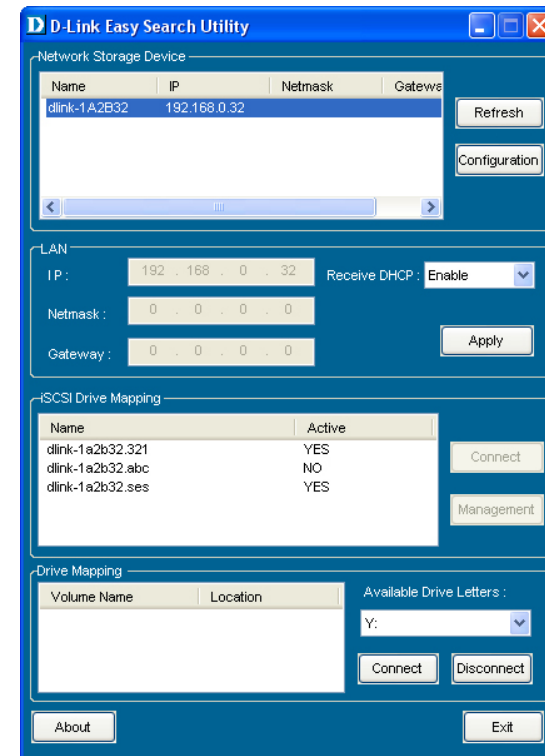 D D-Link Easy Search Utility
Network Storage Device
Name IP Netmask Gatewa
dlink-1A2B32 192.168.0.32
Refresh
Configuration
LAN
IP : 192 . 168 . 0 . 32 Receive DHCP : Enable
Netmask : 0 . 0 . 0 . 0
Gateway : 0 . 0 . 0 . 0
Apply
iSCSI Drive Mapping
Name Active
dlink-1a2b32.321 YES
dlink-1a2b32.abc NO
dlink-1a2b32.ses YES
Connect
Management
Drive Mapping
Volume Name Location
Available Drive Letters :
Y:
Connect Disconnect
About Exit